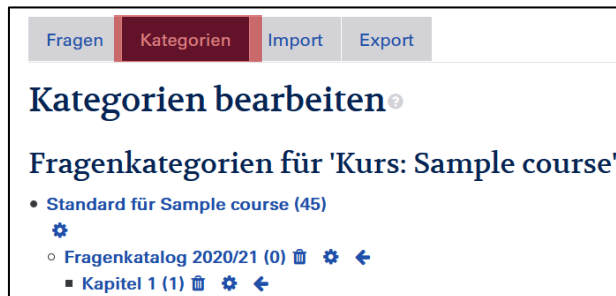 Fragen Kategorien Import Export
Kategorien bearbeiten
Fragenkategorien für 'Kurs: Sample course'
Standard für Sample course (45)
Fragenkatalog 2020/21 (0)
Kapitel 1 (1)